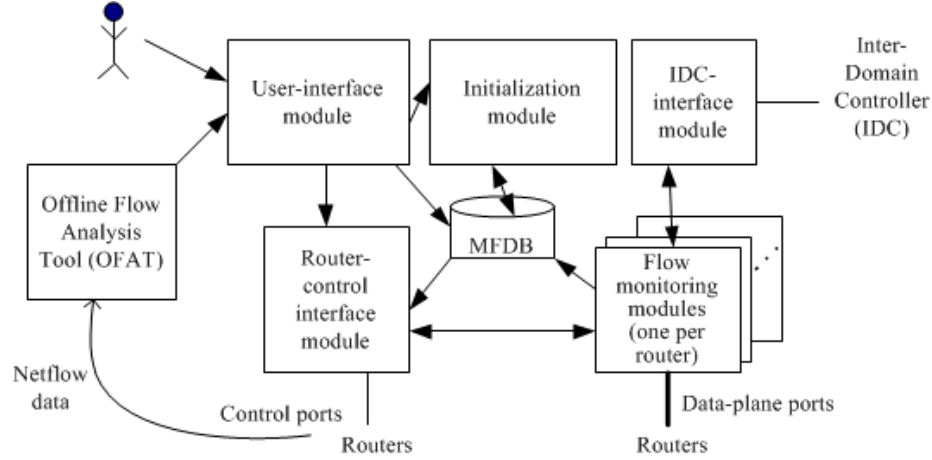 User-interface
module
Initialization
module
IDC-
interface
module
Inter-
Domain
Controller
(IDC)
Offline Flow
Analysis
Tool (OFAT)
Router-
control
interface
module
MFDB
Flow
monitoring
modules
(one per
router)
Netflow
data
Control ports
Routers
Data-plane ports
Routers